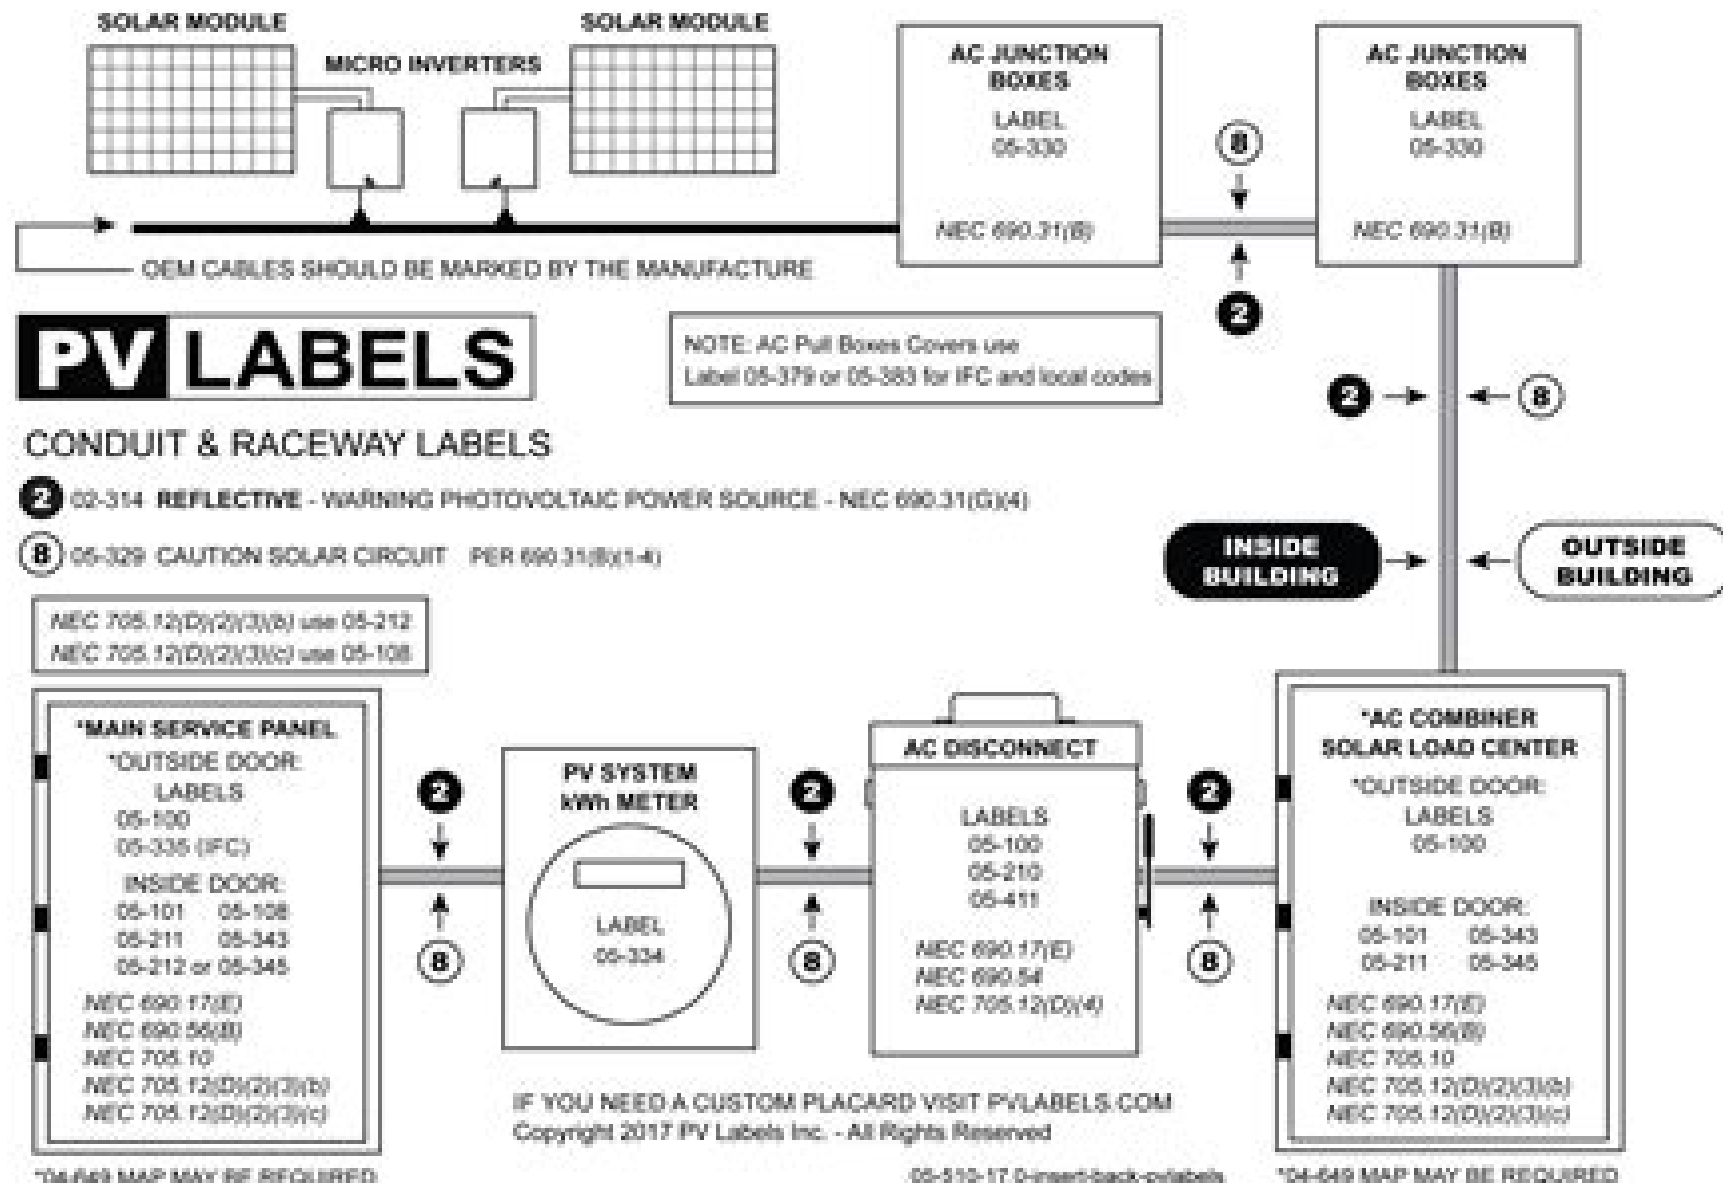 SOLAR MODULE
SOLAR MODULE
MICRO INVERTERS
AC JUNCTION
BOXES
LABEL
05-330
NEC 690.31(B)
AC JUNCTION
BOXES
LABEL
05-330
NEC 690.31(B)
8
2
OEM CABLES SHOULD BE MARKED BY THE MANUFACTURE
PV LABELS
NOTE: AC Pull Boxes Covers use
Label 05-379 or 05-383 for IFC and local codes
2
8
CONDUIT & RACEWAY LABELS
2 02-314 REFLECTIVE - WARNING PHOTOVOLTAIC POWER SOURCE - NEC 690.31(G)(4)
8 05-329 CAUTION SOLAR CIRCUIT PER 690.31(B)(1-4)
INSIDE
BUILDING
OUTSIDE
BUILDING
NEC 705.12(D)(2)(3)(b) use 05-212
NEC 705.12(D)(2)(3)(c) use 05-108
*MAIN SERVICE PANEL
*OUTSIDE DOOR:
LABELS
05-100
05-335 (IFC)
INSIDE DOOR:
05-101 05-108
05-211 05-343
05-212 or 05-345
NEC 690.17(E)
NEC 690.56(B)
NEC 705.10
NEC 705.12(D)(2)(3)(b)
NEC 705.12(D)(2)(3)(c)
*04-649 MAP MAY BE REQUIRED
2
8
PV SYSTEM
kWh METER
LABEL
05-334
2
8
AC DISCONNECT
LABELS
05-100
05-210
05-411
NEC 690.17(E)
NEC 690.54
NEC 705.12(D)(4)
2
8
*AC COMBINER
SOLAR LOAD CENTER
*OUTSIDE DOOR:
LABELS
05-100
INSIDE DOOR:
05-101 05-343
05-211 05-345
NEC 690.17(E)
NEC 690.56(B)
NEC 705.10
NEC 705.12(D)(2)(3)(b)
NEC 705.12(D)(2)(3)(c)
*04-649 MAP MAY BE REQUIRED
IF YOU NEED A CUSTOM PLACARD VISIT PVLABELS.COM
Copyright 2017 PV Labels Inc. - All Rights Reserved
05-510-17.0-insert-back-pvlabels